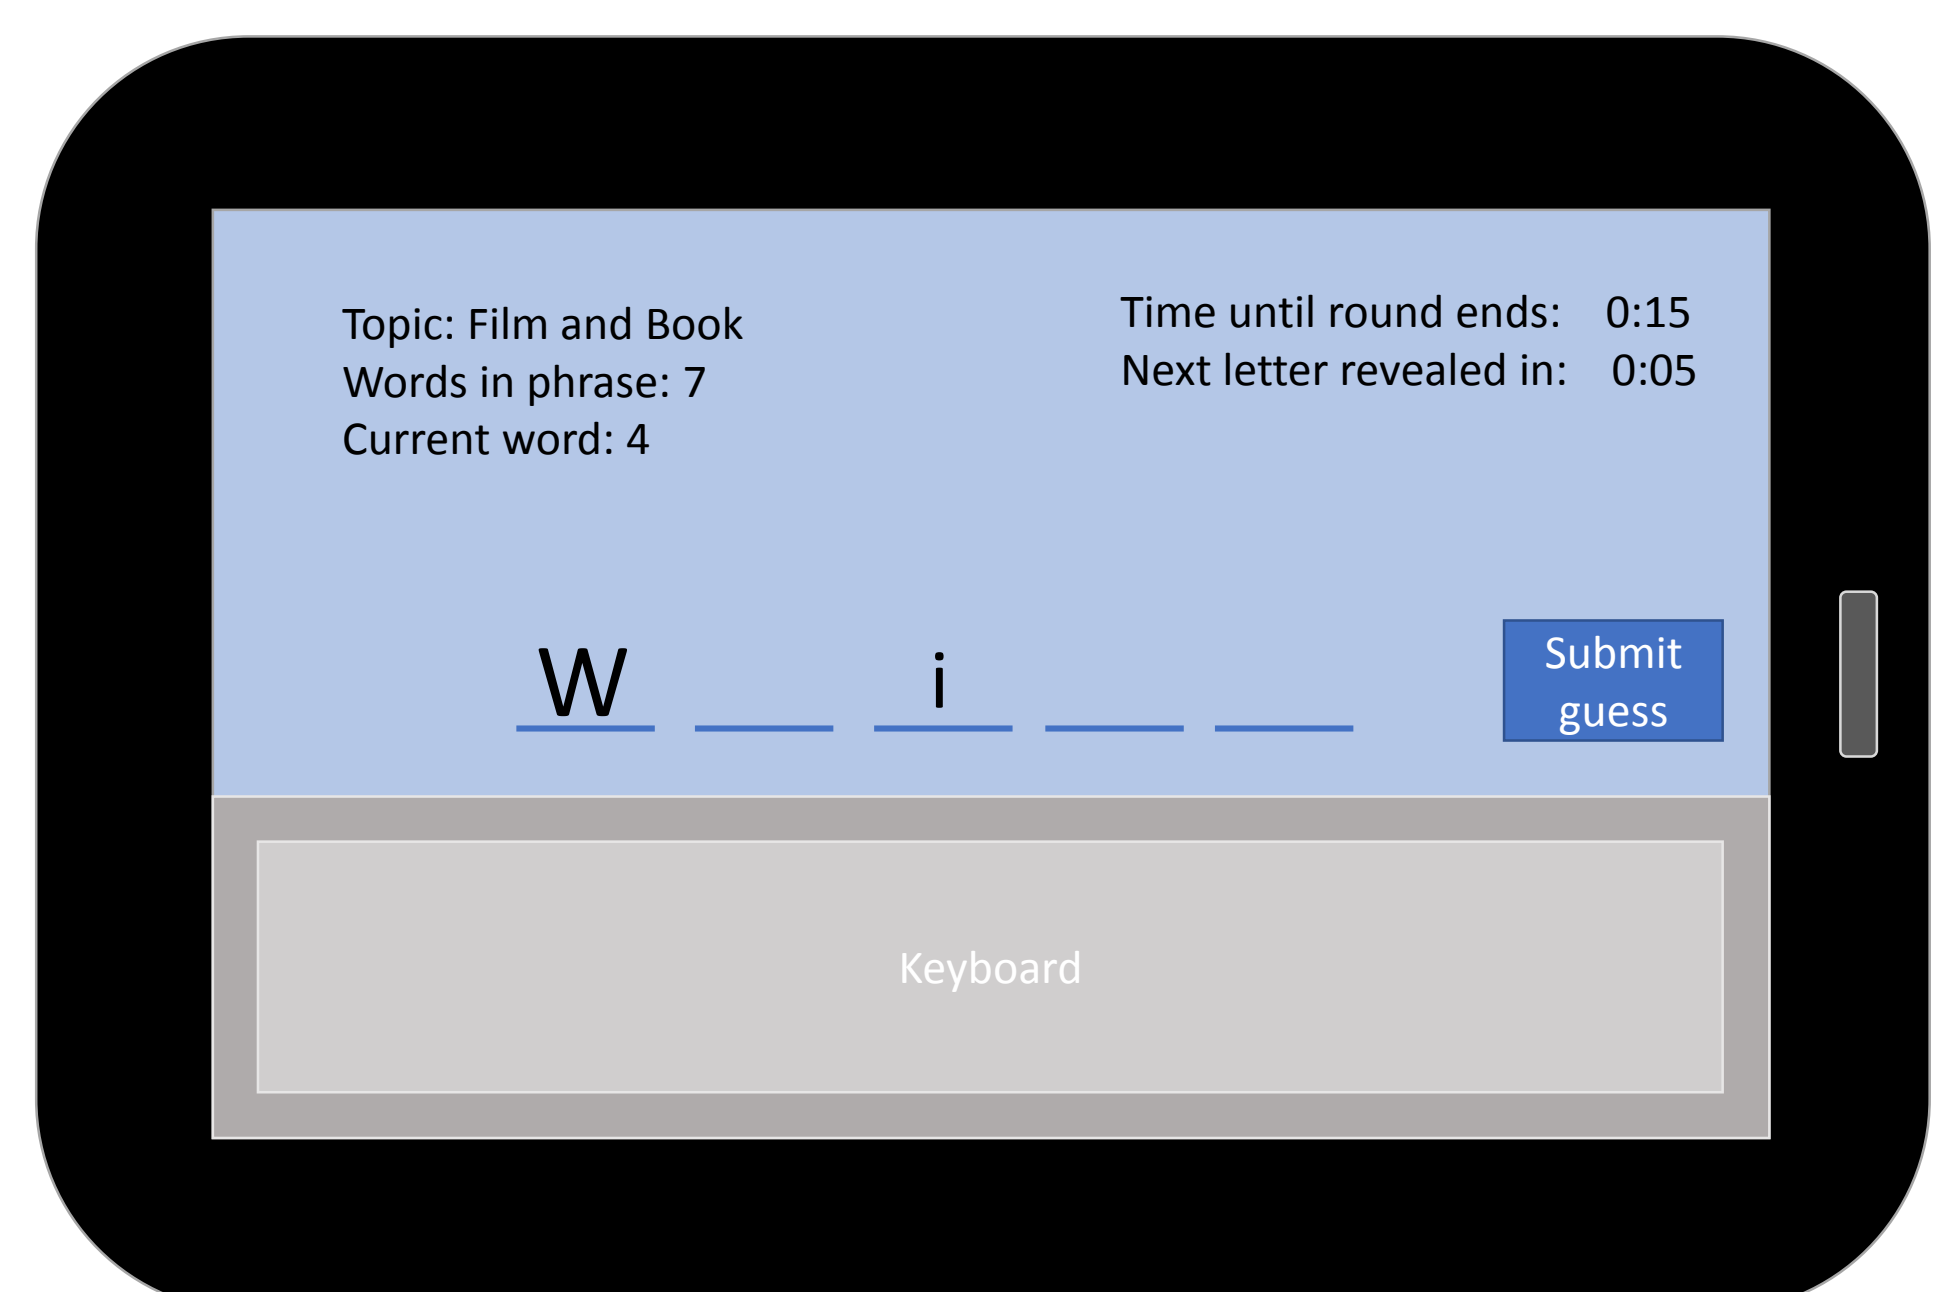 Topic: Film and Book
Words in phrase: 7
Current word: 4
Time until round ends: 0:15
Next letter revealed in: 0:05
W _ i _ _
Submit
guess
Keyboard